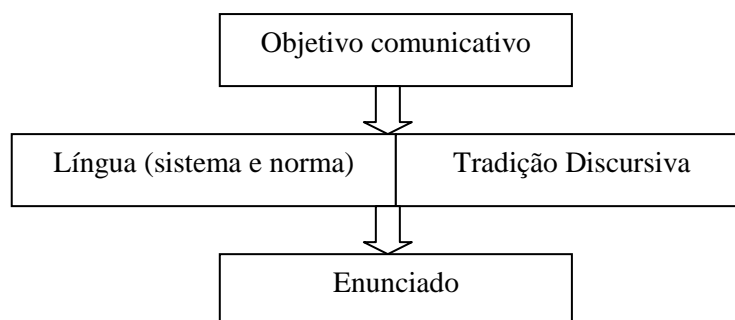 Objetivo comunicativo
Língua (sistema e norma)
Tradição Discursiva
Enunciado